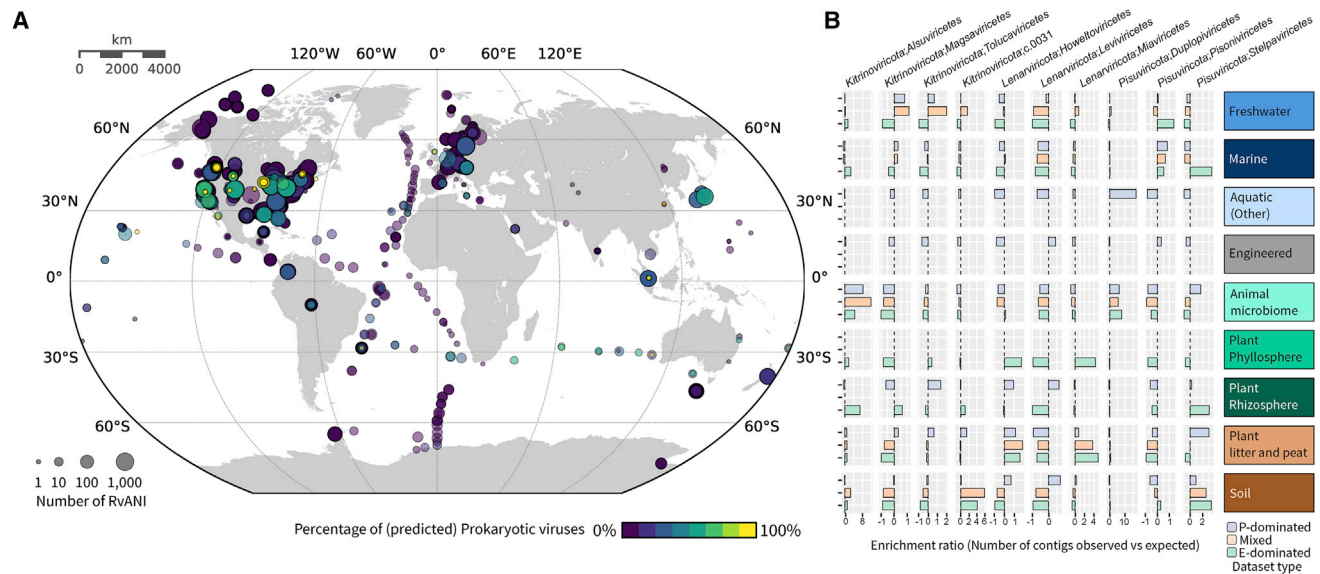 A
km
0 2000 4000
120°W 60°W 0° 60°E 120°E
60°N 60°N
30°N 30°N
0° 0°
30°S 30°S
60°S 60°S
1 10 100 1,000
Number of RvANI
Percentage of (predicted) Prokaryotic viruses 0% 100%
B
Kitrinoviricota;Alsuviricetes
Kitrinoviricota;Magsaviricetes
Kitrinoviricota;Tolucaviricetes
Kitrinoviricota;c.0031
Lenarviricota;Howeltoviricetes
Lenarviricota;Leviviricetes
Lenarviricota;Miaviricetes
Pisuviricota;Duplopiviricetes
Pisuviricota;Pisoniviricetes
Pisuviricota;Stelpaviricetes
Freshwater
Marine
Aquatic
(Other)
Engineered
Animal
microbiome
Plant
Phyllosphere
Plant
Rhizosphere
Plant
litter and peat
Soil
0 8 -1 0 1 -1 0 1 2 0 2 4 6 -1 0 1 -1 0 0 2 4 0 10 -1 0 1 0 2
Enrichment ratio (Number of contigs observed vs expected)
P-dominated
Mixed
E-dominated
Dataset type